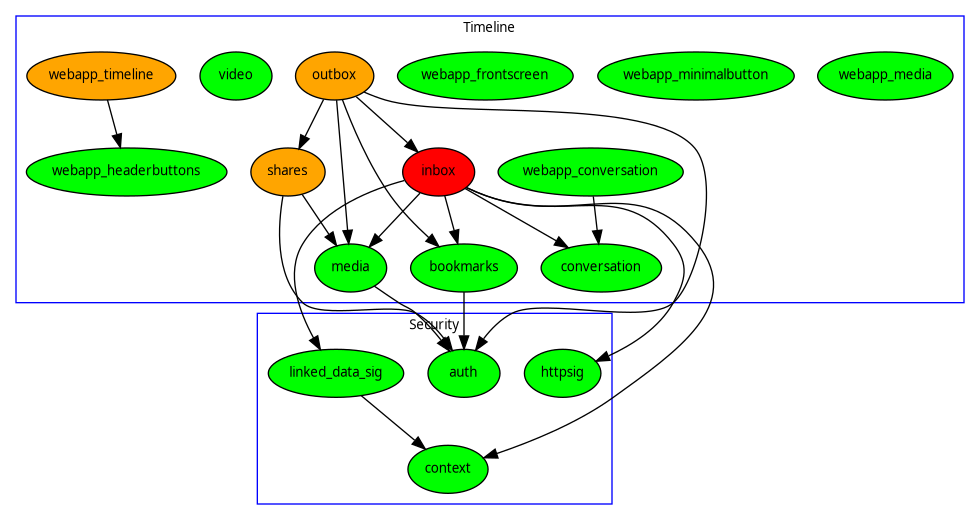 Timeline
webapp_timeline
video
outbox
webapp_frontscreen
webapp_minimalbutton
webapp_media
webapp_headerbuttons
shares
inbox
webapp_conversation
media
bookmarks
conversation
Security
linked_data_sig
auth
httpsig
context